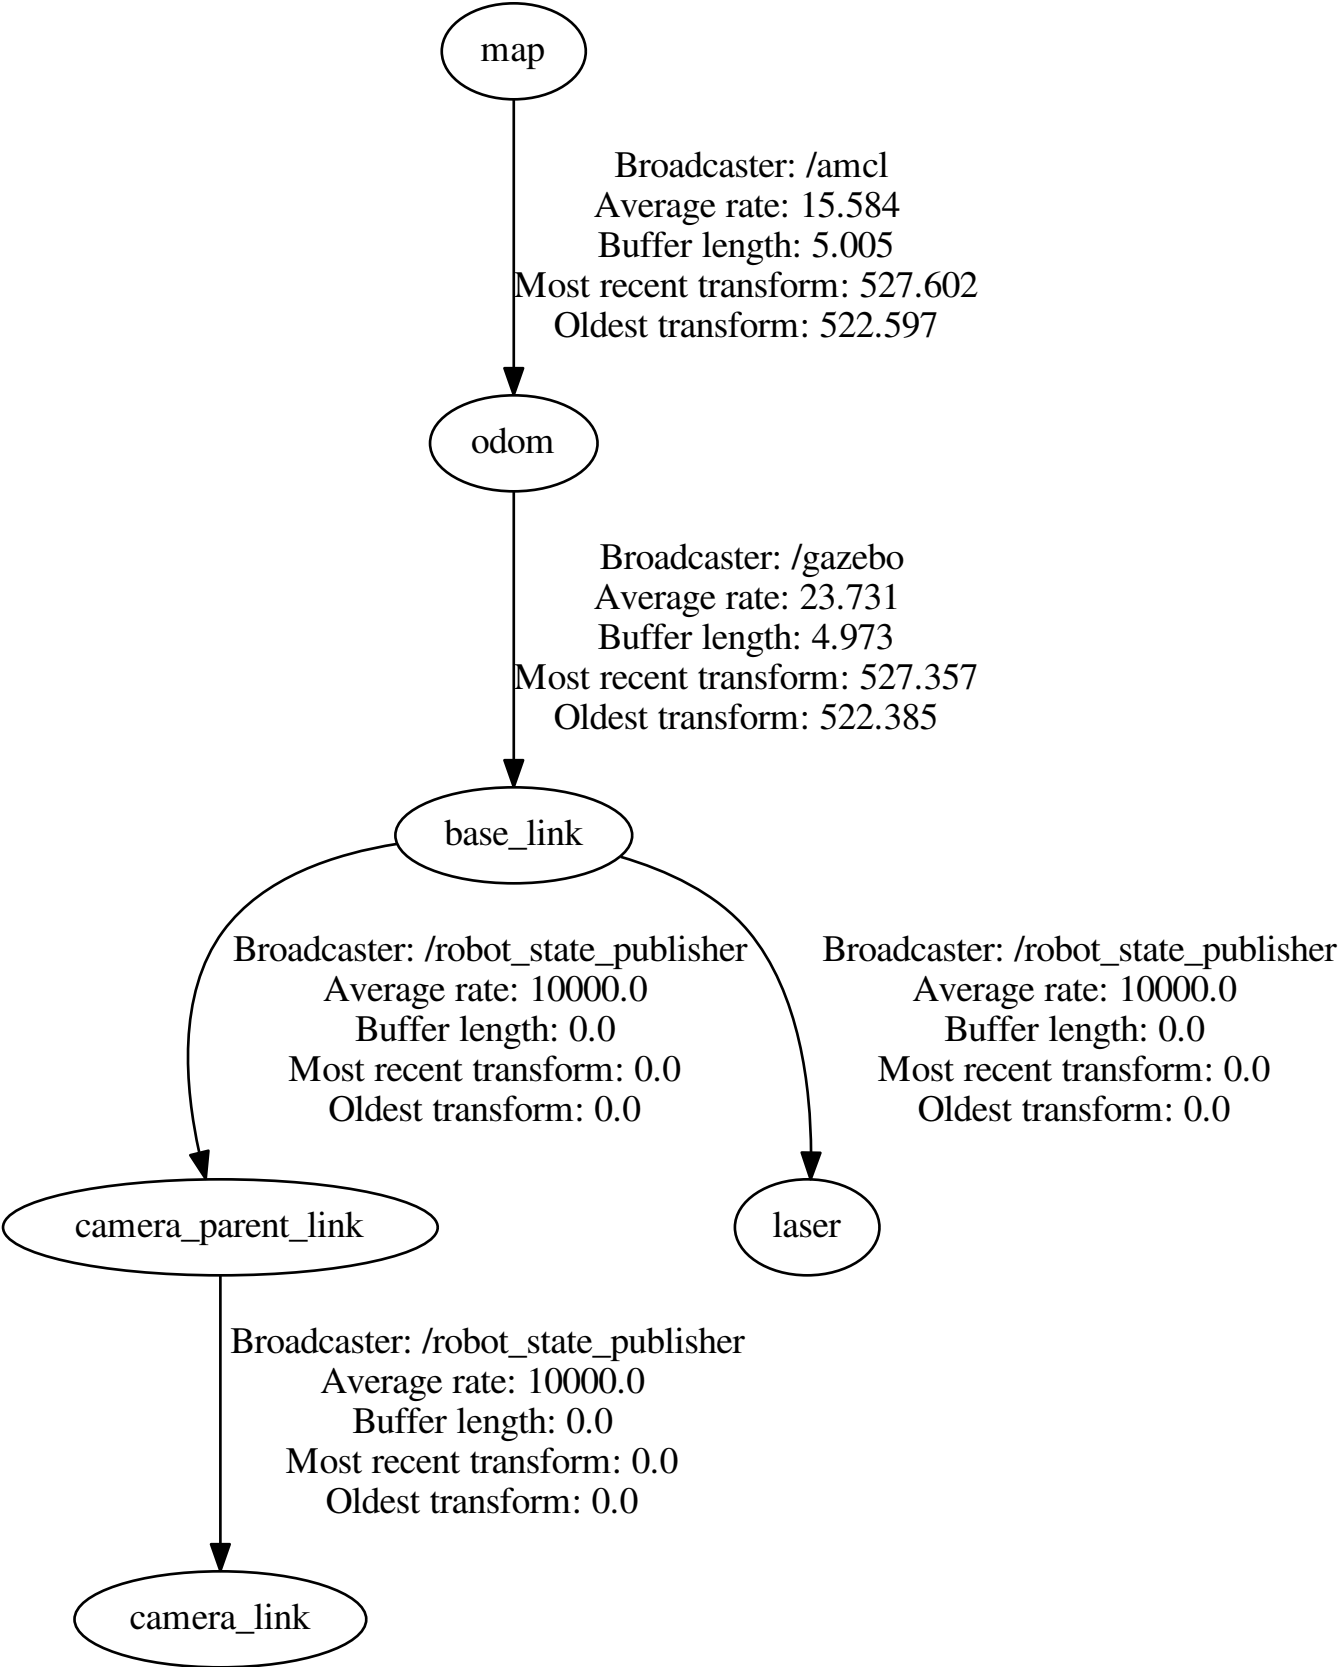 map
Broadcaster: /amcl
Average rate: 15.584
Buffer length: 5.005
Most recent transform: 527.602
Oldest transform: 522.597
odom
Broadcaster: /gazebo
Average rate: 23.731
Buffer length: 4.973
Most recent transform: 527.357
Oldest transform: 522.385
base_link
Broadcaster: /robot_state_publisher
Average rate: 10000.0
Buffer length: 0.0
Most recent transform: 0.0
Oldest transform: 0.0
Broadcaster: /robot_state_publisher
Average rate: 10000.0
Buffer length: 0.0
Most recent transform: 0.0
Oldest transform: 0.0
camera_parent_link
laser
Broadcaster: /robot_state_publisher
Average rate: 10000.0
Buffer length: 0.0
Most recent transform: 0.0
Oldest transform: 0.0
camera_link